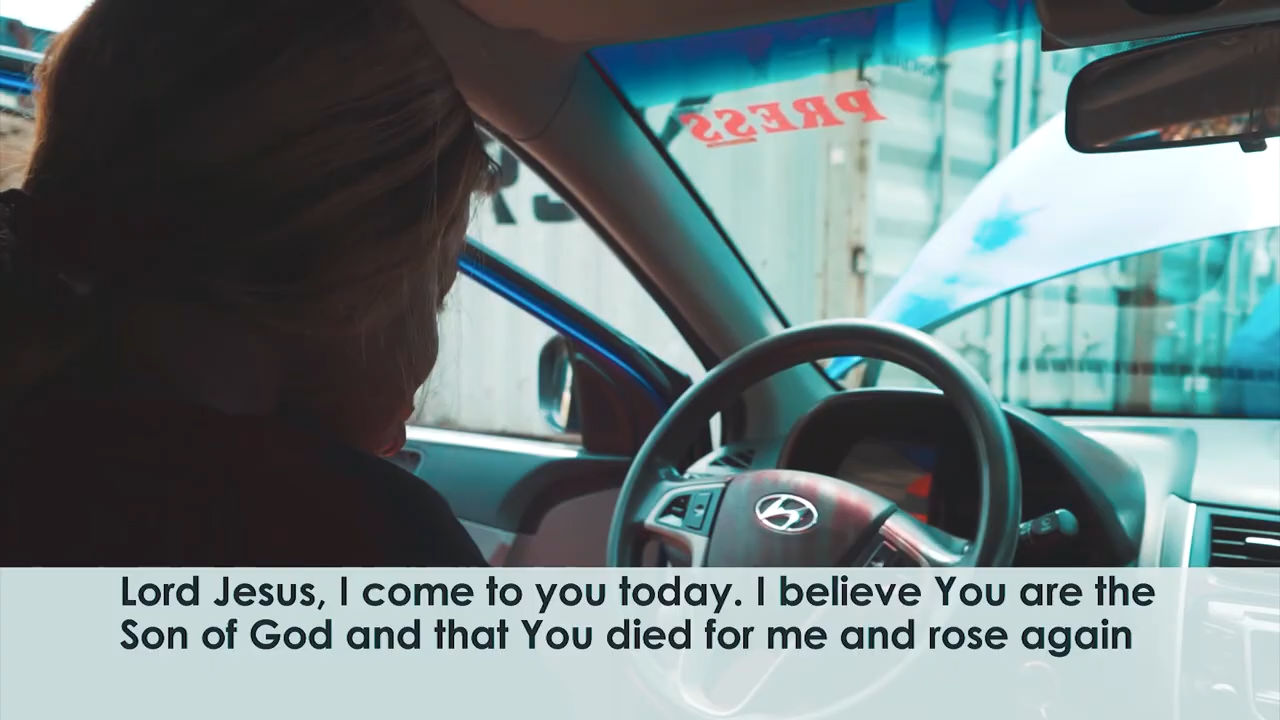 PRESS
Lord Jesus, I come to you today. I believe You are the
Son of God and that You died for me and rose again